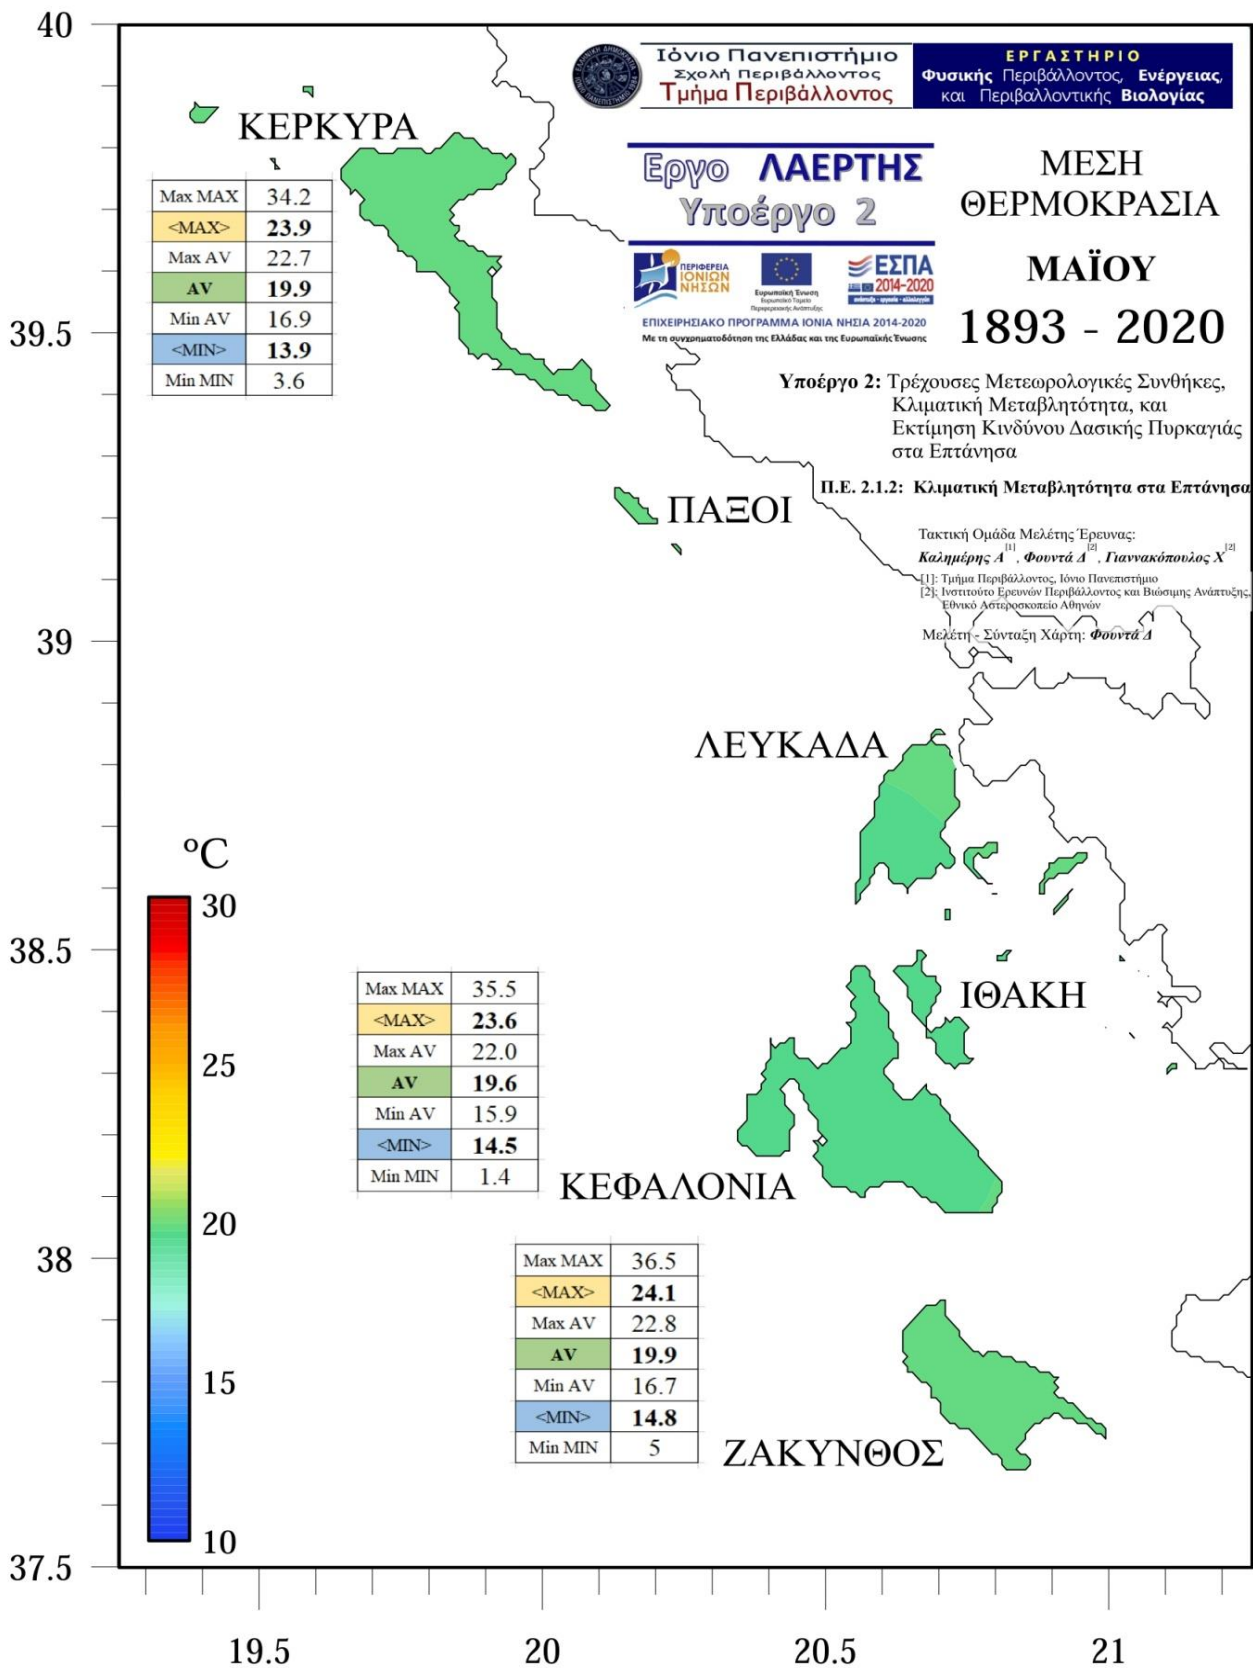 Ιόνιο Πανεπιστήμιο
Σχολή Περιβάλλοντος
Τμήμα Περιβάλλοντος
ΕΡΓΑΣΤΗΡΙΟ
Φυσικής Περιβάλλοντος, Ενέργειας,
και Περιβαλλοντικής Βιολογίας
Εργο ΛΑΕΡΤΗΣ
Υποέργο 2
ΠΕΡΙΦΕΡΕΙΑ
ΙΟΝΙΩΝ
ΝΗΣΩΝ
Ευρωπαϊκή Ένωση
Ευρωπαϊκό Ταμείο
Περιφερειακής Ανάπτυξης
ΕΣΠΑ
2014-2020
ανάπτυξη - εργασία - αλληλεγγύη
ΕΠΙΧΕΙΡΗΣΙΑΚΟ ΠΡΟΓΡΑΜΜΑ ΙΟΝΙΑ ΝΗΣΙΑ 2014-2020
Με τη συγχρηματοδότηση της Ελλάδας και της Ευρωπαϊκής Ένωσης
ΜΕΣΗ
ΘΕΡΜΟΚΡΑΣΙΑ
ΜΑΪΟΥ
1893 - 2020
Υποέργο 2: Τρέχουσες Μετεωρολογικές Συνθήκες,
Κλιματική Μεταβλητότητα, και
Εκτίμηση Κινδύνου Δασικής Πυρκαγιάς
στα Επτάνησα
Π.Ε. 2.1.2: Κλιματική Μεταβλητότητα στα Επτάνησα
Τακτική Ομάδα Μελέτης Έρευνας:
Καλημέρης Α[1], Φουντά Δ[2], Γιαννακόπουλος Χ[2]
[1]: Τμήμα Περιβάλλοντος, Ιόνιο Πανεπιστήμιο
[2]: Ινστιτούτο Ερευνών Περιβάλλοντος και Βιώσιμης Ανάπτυξης,
Εθνικό Αστεροσκοπείο Αθηνών
Μελέτη - Σύνταξη Χάρτη: Φουντά Δ
ΚΕΡΚΥΡΑ
Max MAX 34.2
<MAX> 23.9
Max AV 22.7
AV 19.9
Min AV 16.9
<MIN> 13.9
Min MIN 3.6
ΠΑΞΟΙ
ΛΕΥΚΑΔΑ
ΙΘΑΚΗ
Max MAX 35.5
<MAX> 23.6
Max AV 22.0
AV 19.6
Min AV 15.9
<MIN> 14.5
Min MIN 1.4
ΚΕΦΑΛΟΝΙΑ
Max MAX 36.5
<MAX> 24.1
Max AV 22.8
AV 19.9
Min AV 16.7
<MIN> 14.8
Min MIN 5
ΖΑΚΥΝΘΟΣ
ºC
30
25
20
15
10
40
39.5
39
38.5
38
37.5
19.5 20 20.5 21